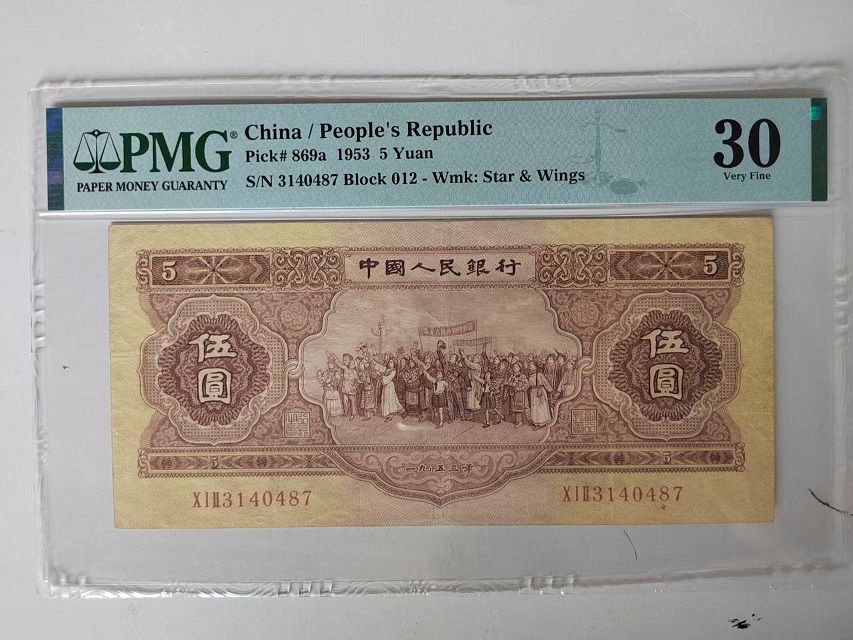 PMG®
PAPER MONEY GUARANTY
China / People's Republic
Pick# 869a 1953 5 Yuan
S/N 3140487 Block 012 - Wmk: Star & Wings
30
Very Fine
5
中國人民銀行
5
伍圓
伍圓
5
5
一九五三年
XIⅡ3140487
XIⅡ3140487